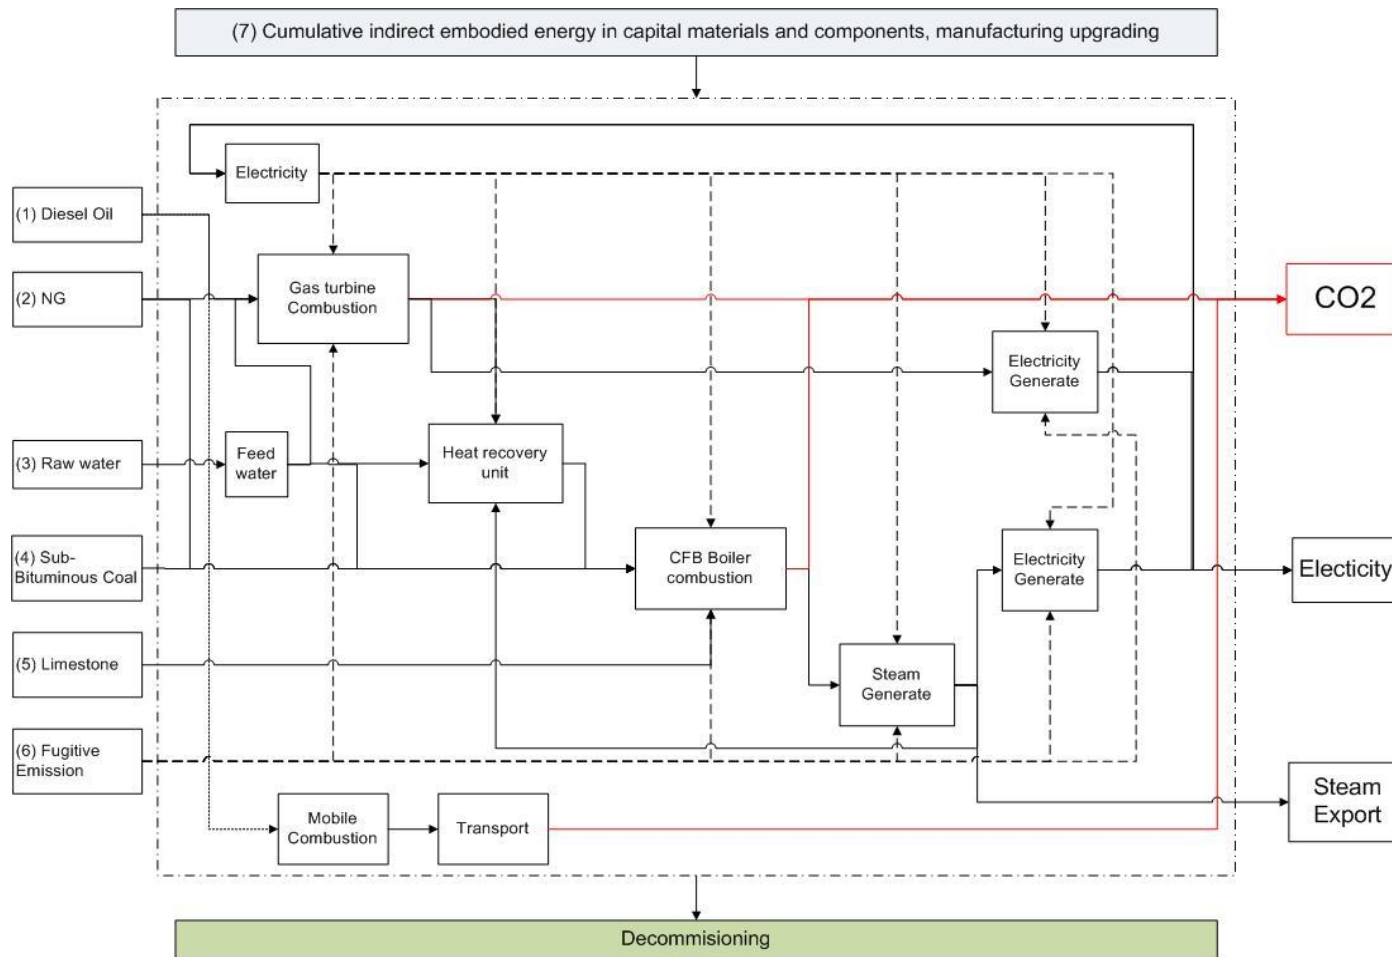 (7) Cumulative indirect embodied energy in capital materials and components, manufacturing upgrading
Electricity
(1) Diesel Oil
(2) NG
Gas turbine
Combustion
CO2
Electricity
Generate
(3) Raw water
Feed
water
Heat recovery
unit
(4) Sub-
Bituminous Coal
CFB Boiler
combustion
Electricity
Generate
Electicity
(5) Limestone
Steam
Generate
(6) Fugitive
Emission
Steam
Export
Mobile
Combustion
Transport
Decommisioning